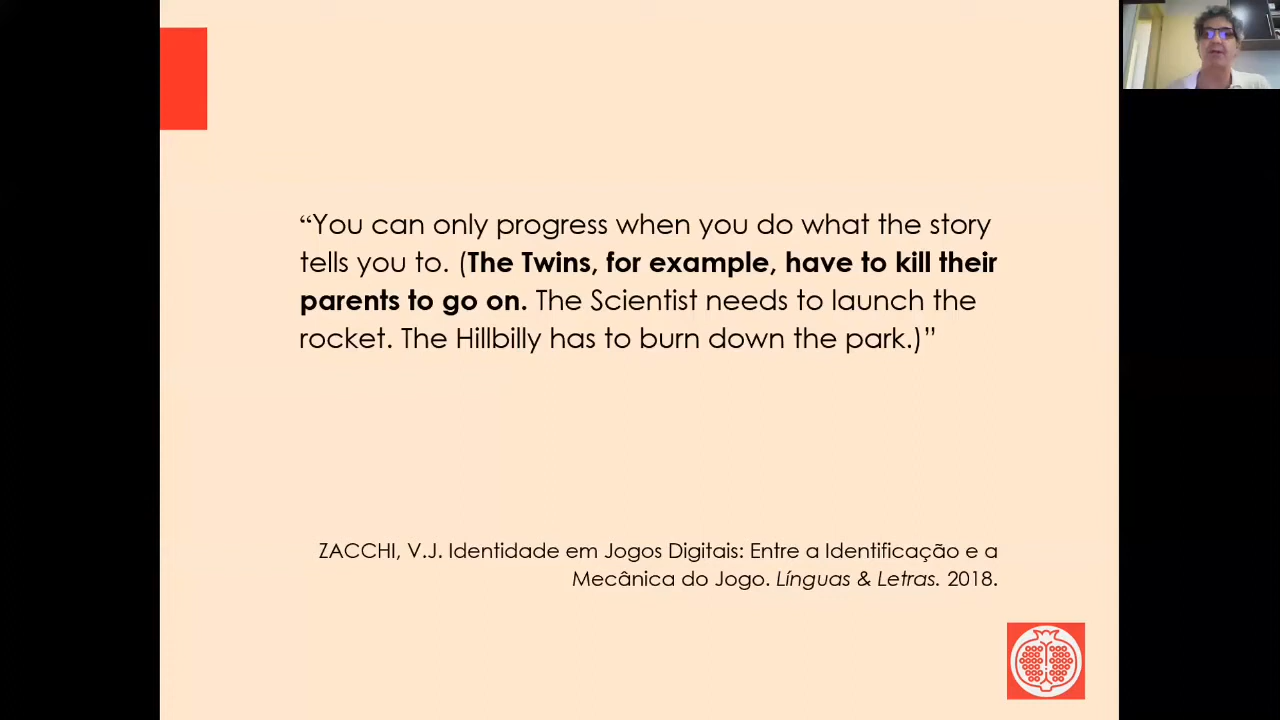 “You can only progress when you do what the story
tells you to. (The Twins, for example, have to kill their
parents to go on. The Scientist needs to launch the
rocket. The Hillbilly has to burn down the park.)”
ZACCHI, V.J. Identidade em Jogos Digitais: Entre a Identificação e a
Mecânica do Jogo. Línguas & Letras. 2018.